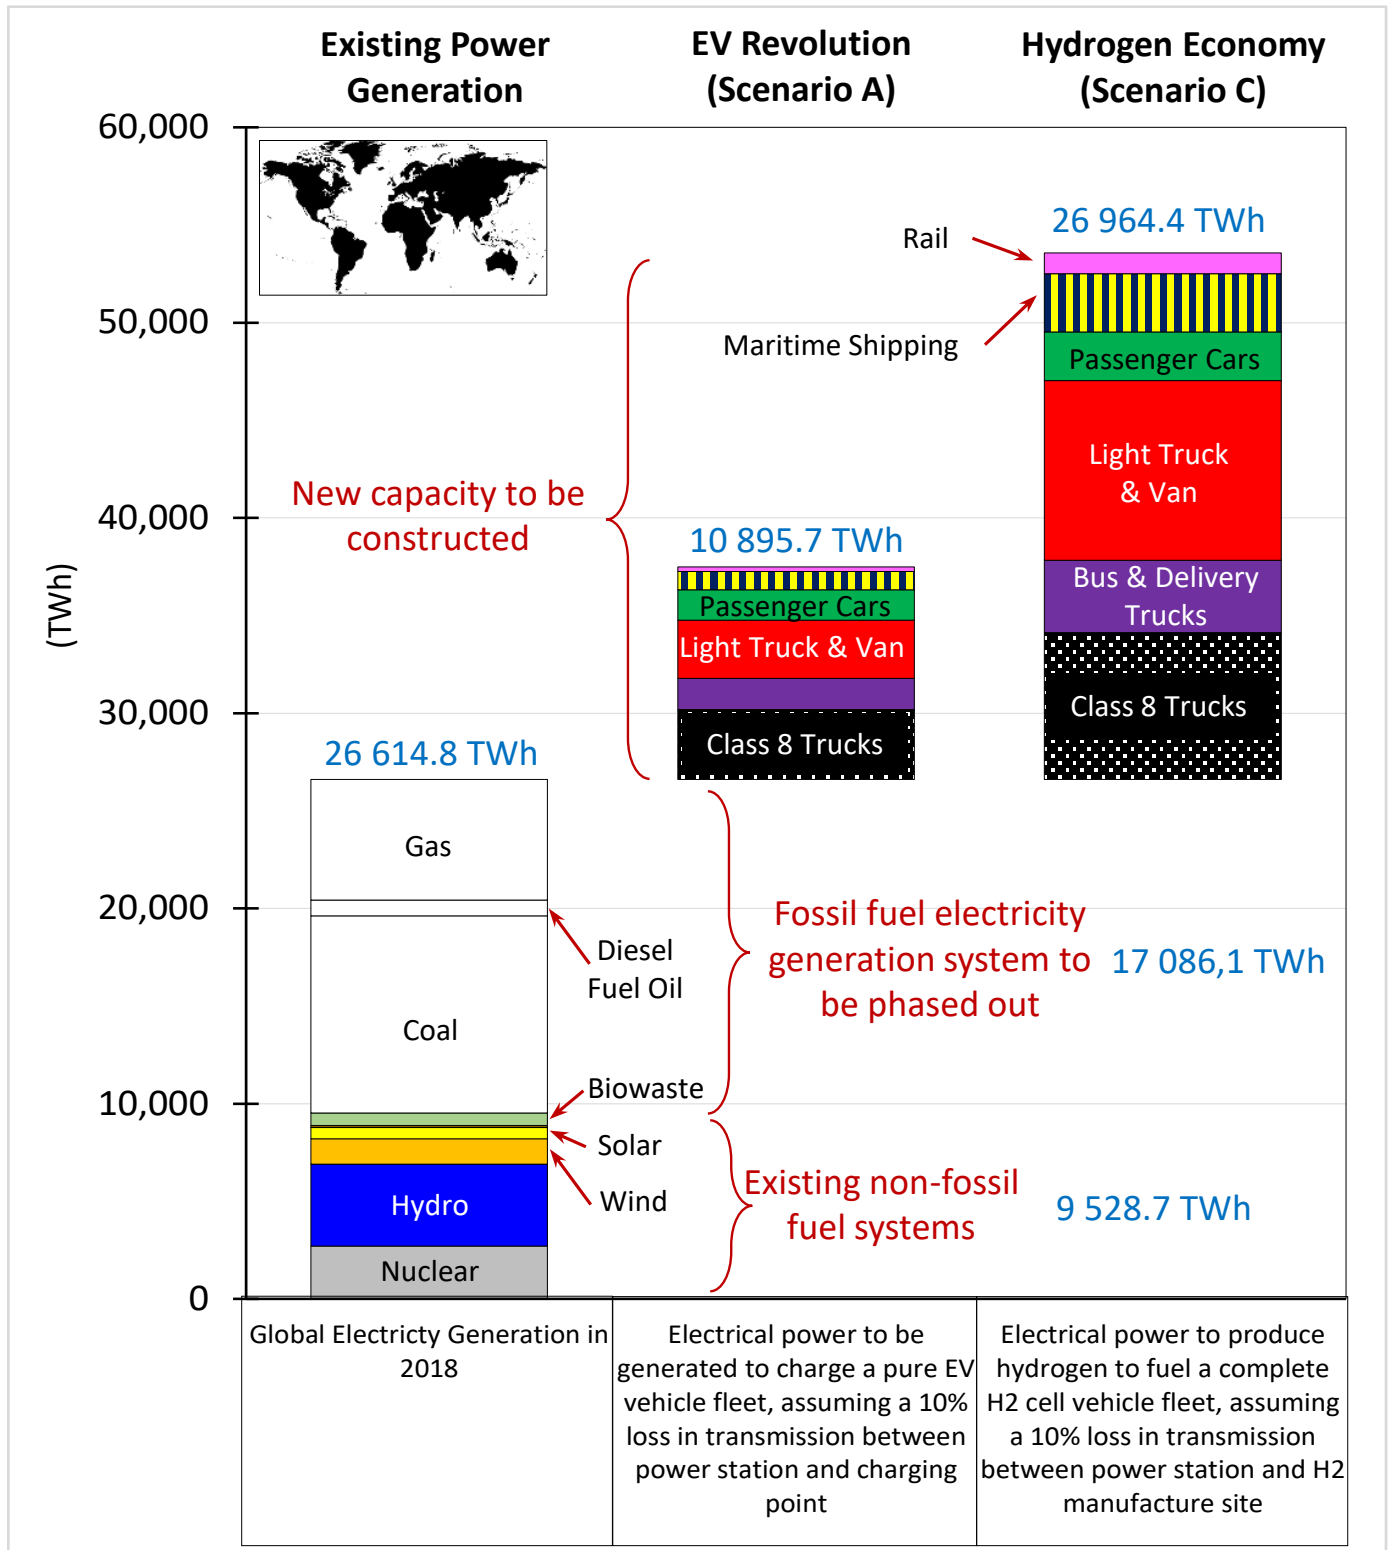 Existing Power
Generation
EV Revolution
(Scenario A)
Hydrogen Economy
(Scenario C)
60,000
50,000
40,000
30,000
20,000
10,000
0
(TWh)
26 964.4 TWh
Rail
Maritime Shipping
Passenger Cars
Light Truck
& Van
Bus & Delivery
Trucks
Class 8 Trucks
New capacity to be
constructed
10 895.7 TWh
Passenger Cars
Light Truck & Van
Class 8 Trucks
26 614.8 TWh
Gas
Diesel
Fuel Oil
Coal
Biowaste
Solar
Wind
Hydro
Nuclear
Fossil fuel electricity
generation system to
be phased out
17 086,1 TWh
Existing non-fossil
fuel systems
9 528.7 TWh
Global Electricty Generation in
2018
Electrical power to be
generated to charge a pure EV
vehicle fleet, assuming a 10%
loss in transmission between
power station and charging
point
Electrical power to produce
hydrogen to fuel a complete
H2 cell vehicle fleet, assuming
a 10% loss in transmission
between power station and H2
manufacture site